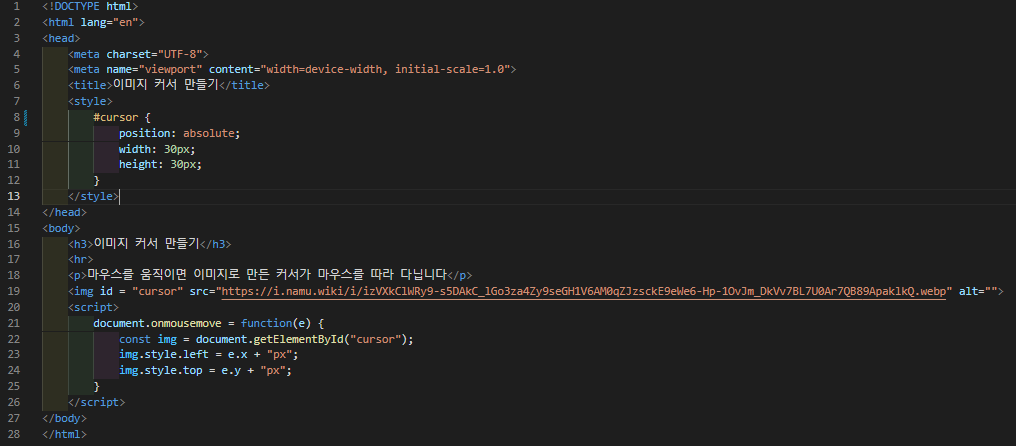 1 <!DOCTYPE html>
2 <html lang="en">
3 <head>
4 <meta charset="UTF-8">
5 <meta name="viewport" content="width=device-width, initial-scale=1.0">
6 <title>이미지 커서 만들기</title>
7 <style>
8 #cursor {
9 position: absolute;
10 width: 30px;
11 height: 30px;
12 }
13 </style>
14 </head>
15 <body>
16 <h3>이미지 커서 만들기</h3>
17 <hr>
18 <p>마우스를 움직이면 이미지로 만든 커서가 마우스를 따라 다닙니다</p>
19 <img id = "cursor" src="https://i.namu.wiki/i/izVXkClWRy9-s5DAkC_lGo3za4Zy9seGH1V6AM0qZJzsckE9eWe6-Hp-1OvJm_DkVv7BL7U0Ar7QB89ApaklkQ.webp" alt="">
20 <script>
21 document.onmousemove = function(e) {
22 const img = document.getElementById("cursor");
23 img.style.left = e.x + "px";
24 img.style.top = e.y + "px";
25 }
26 </script>
27 </body>
28 </html>